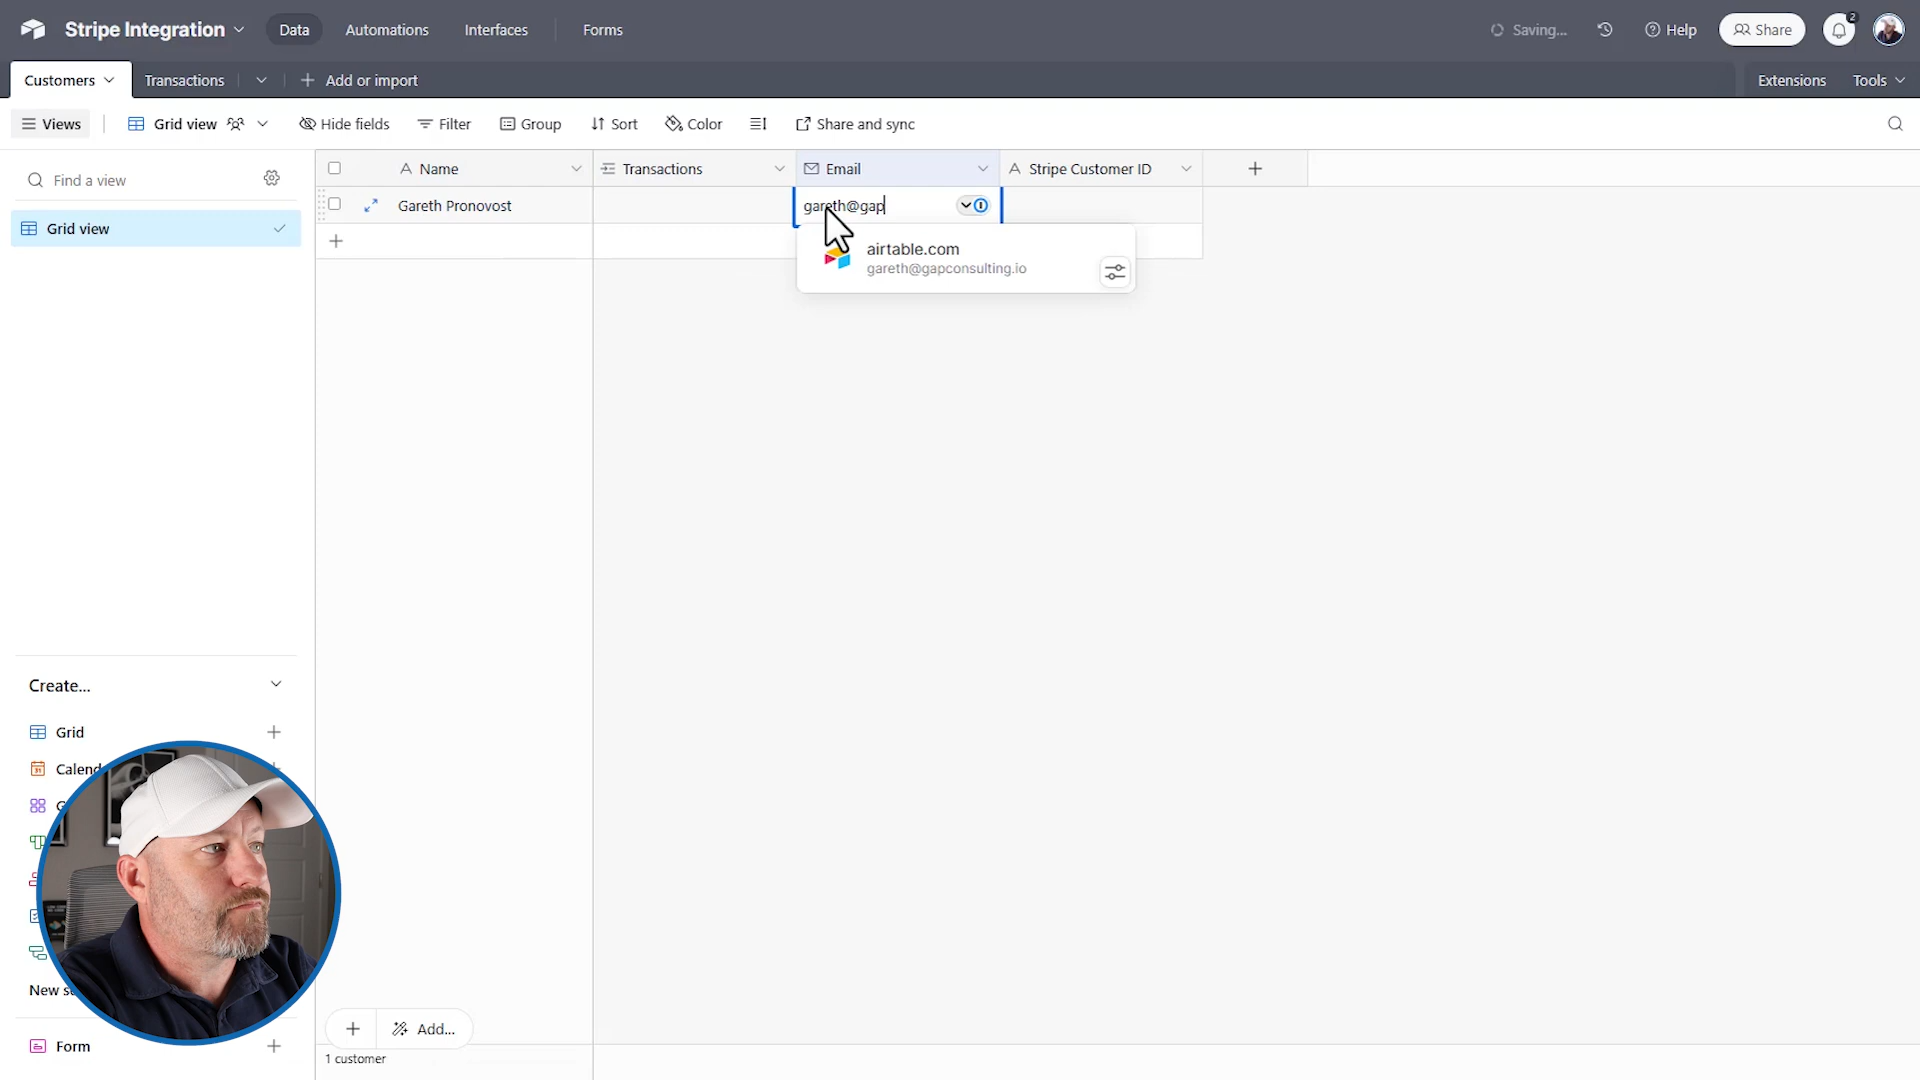 Stripe Integration
Data
Automations
Interfaces
Forms
Saving...
Help
Share
2
Customers
Transactions
Add or import
Extensions
Tools
Views
Grid view
Hide fields
Filter
Group
Sort
Color
Share and sync
Find a view
Grid view
Name
Transactions
Email
Stripe Customer ID
Gareth Pronovost
gareth@gap
airtable.com
gareth@gapconsulting.io
Create...
Grid
Form
Add...
1 customer